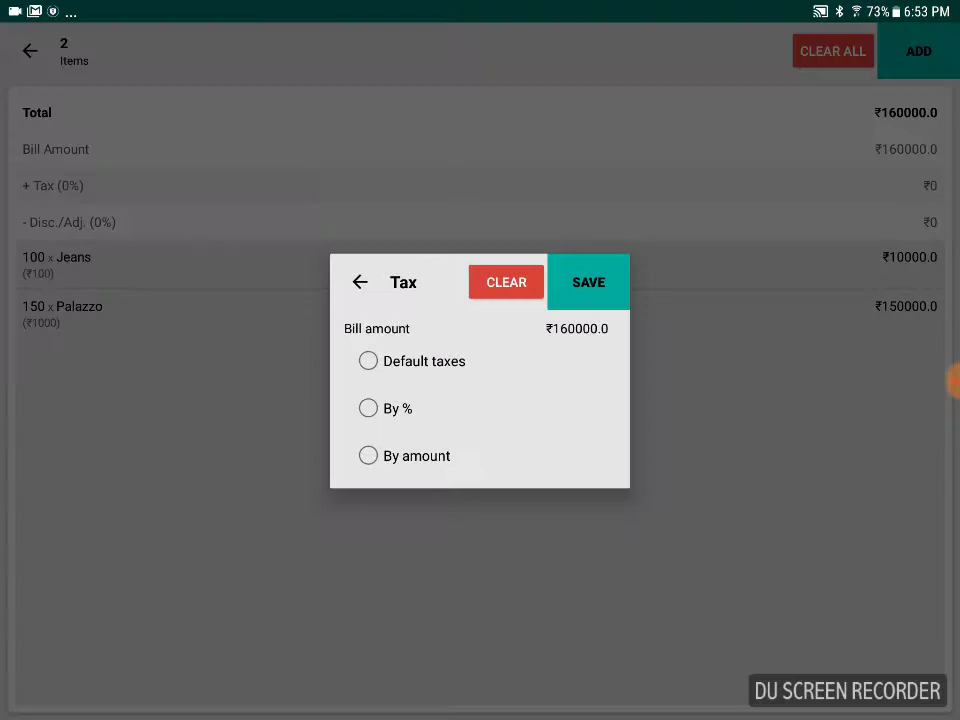 ... 73% 6:53 PM
2
Items
CLEAR ALL
ADD
Total ₹160000.0
Bill Amount ₹160000.0
+ Tax (0%) ₹0
- Disc./Adj. (0%) ₹0
100 x Jeans ₹10000.0
(₹100)
150 x Palazzo ₹150000.0
(₹1000)
Tax
CLEAR
SAVE
Bill amount ₹160000.0
Default taxes
By %
By amount
DU SCREEN RECORDER